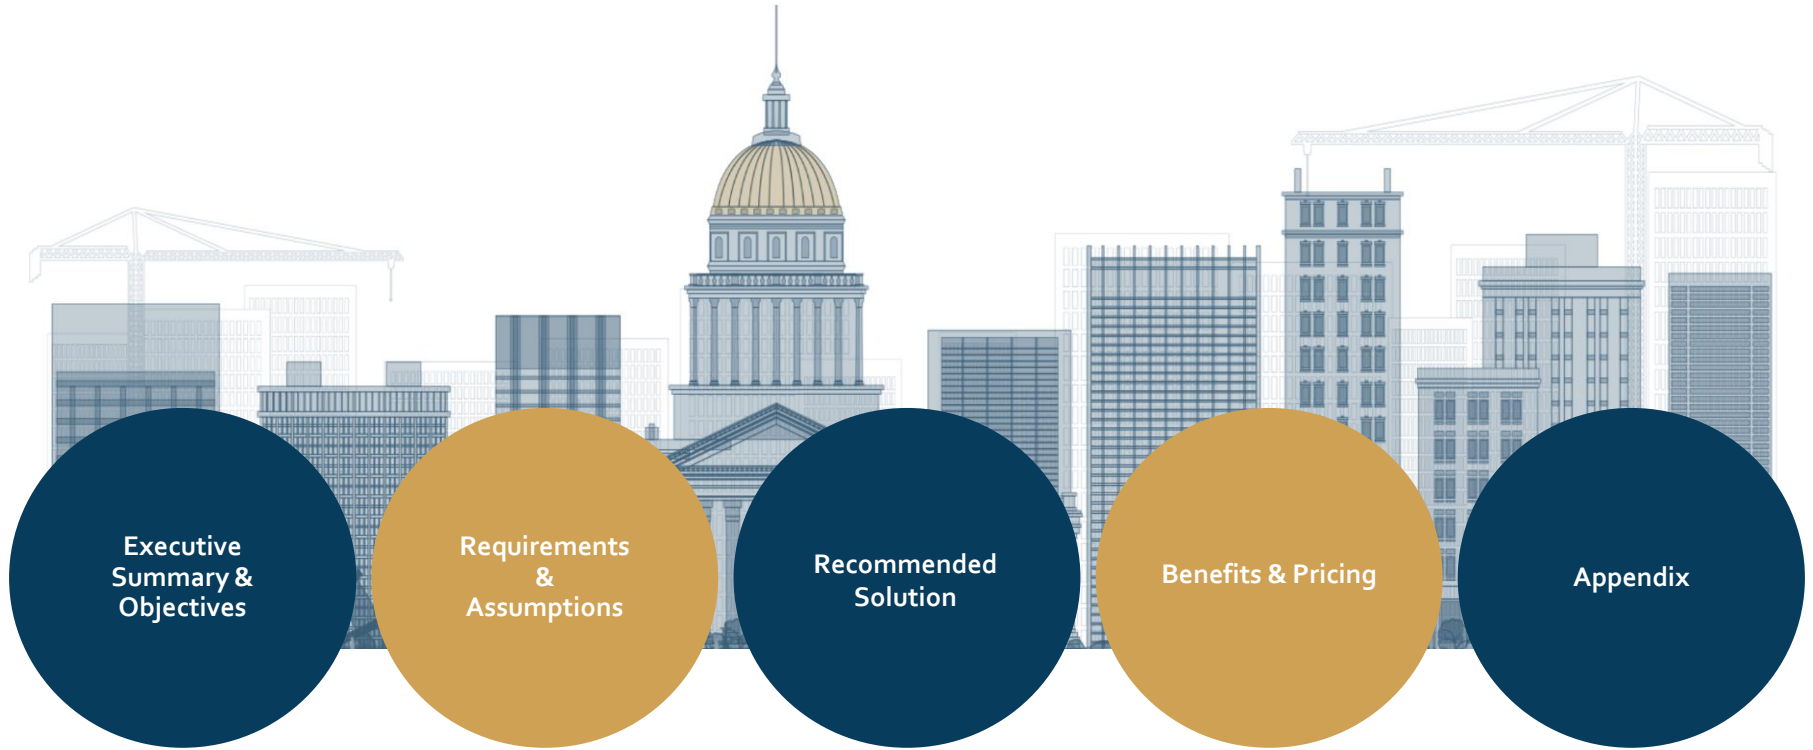 Executive
Summary &
Objectives
Requirements
&
Assumptions
Recommended
Solution
Benefits & Pricing
Appendix